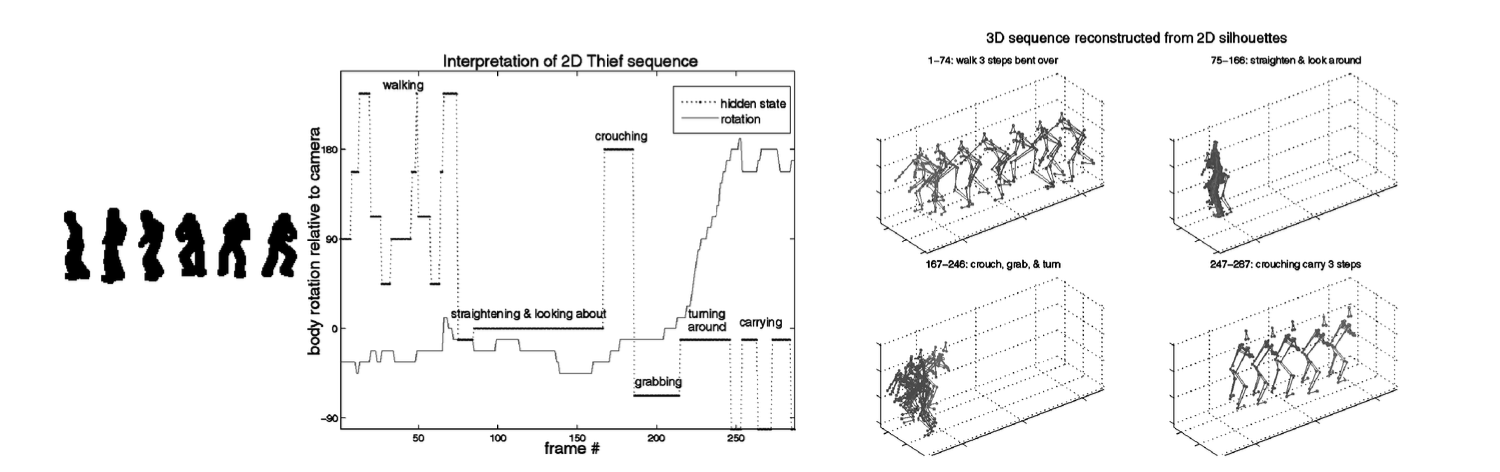 Interpretation of 2D Thief sequence
walking
hidden state
rotation
crouching
straightening & looking about
turning
around
carrying
grabbing
body rotation relative to camera
180
90
0
−90
50
100
150
200
250
frame #
3D sequence reconstructed from 2D silhouettes
1−74: walk 3 steps bent over
75−166: straighten & look around
167−246: crouch, grab, & turn
247−287: crouching carry 3 steps